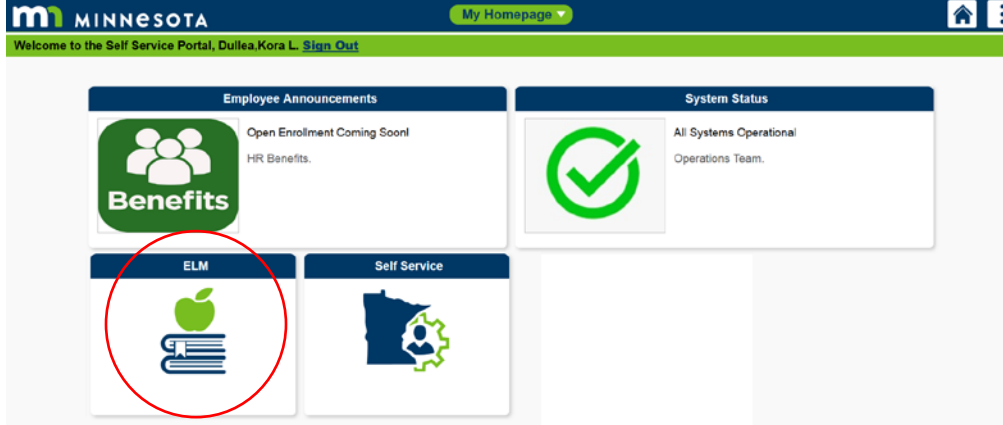 mn MINNESOTA
My Homepage
Welcome to the Self Service Portal, Dullea,Kora L. Sign Out
Employee Announcements
Open Enrollment Coming Soon!
HR Benefits.
Benefits
System Status
All Systems Operational
Operations Team.
ELM
Self Service